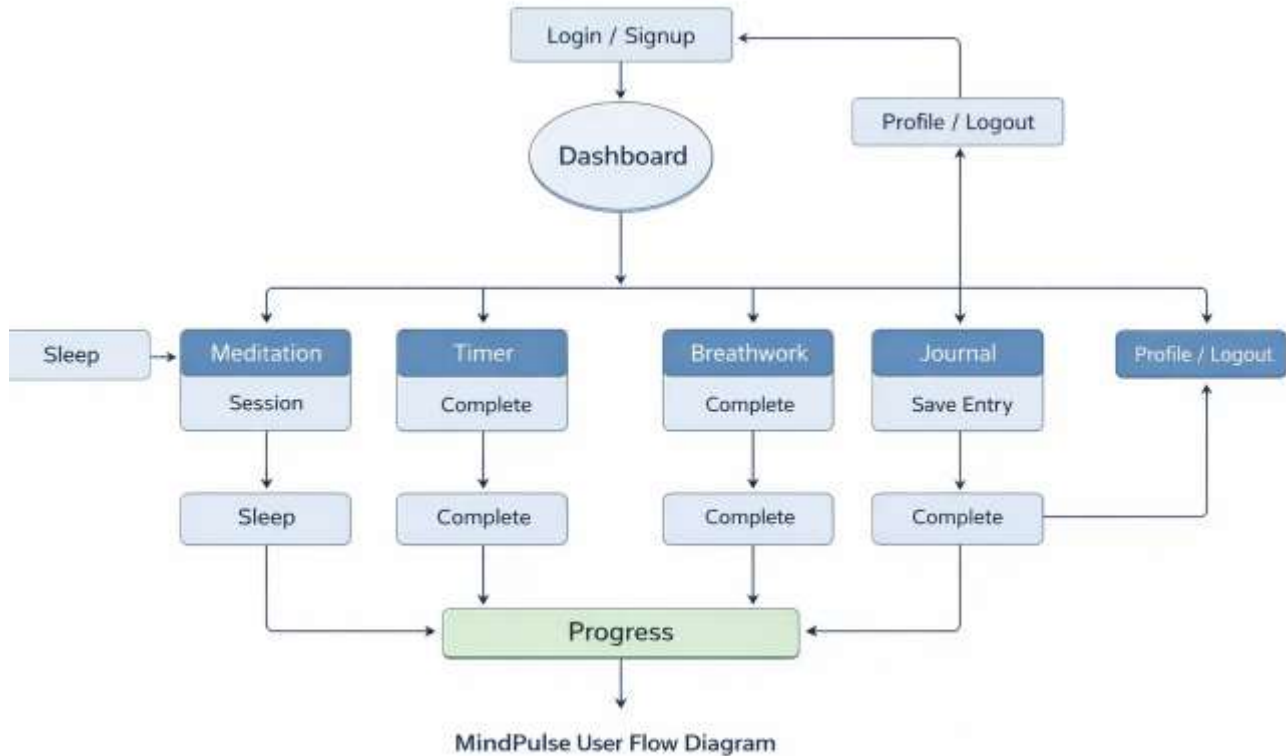 Login / Signup
Profile / Logout
Dashboard
Sleep
Meditation
Session
Timer
Complete
Breathwork
Complete
Journal
Save Entry
Profile / Logout
Sleep
Complete
Complete
Complete
Progress
MindPulse User Flow Diagram